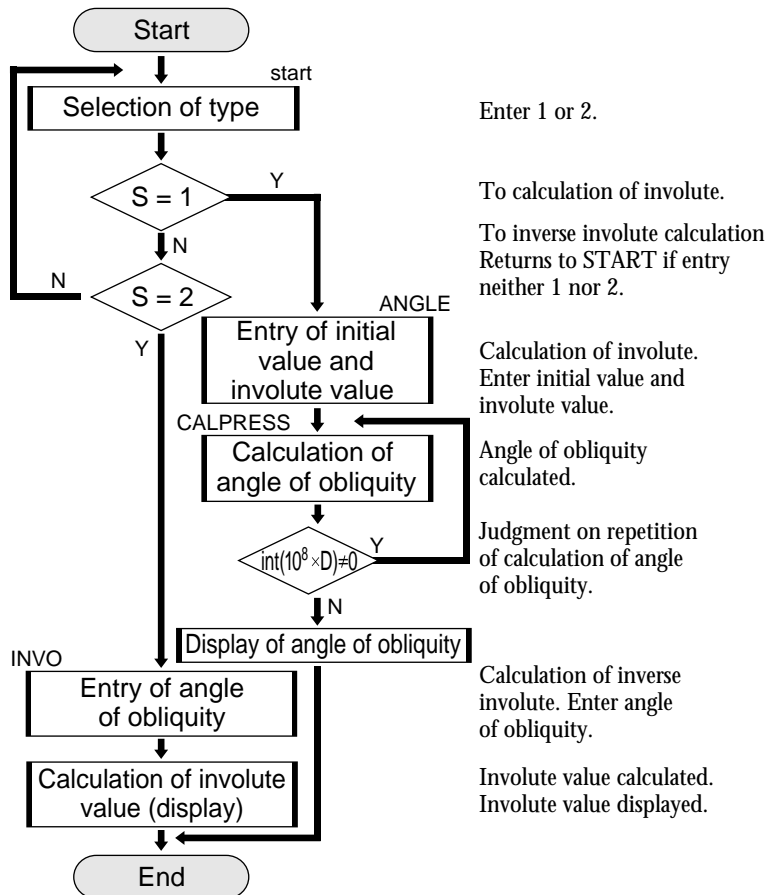 Start
start
Selection of type
Enter 1 or 2.
Y
S = 1
To calculation of involute.
N
To inverse involute calculation
Returns to START if entry
neither 1 nor 2.
N
S = 2
Y
ANGLE
Entry of initial
value and
involute value
Calculation of involute.
Enter initial value and
involute value.
CALPRESS
Calculation of
angle of obliquity
Angle of obliquity
calculated.
Y
int(10⁸ ×D)≠0
Judgment on repetition
of calculation of angle
of obliquity.
N
Display of angle of obliquity
INVO
Entry of angle
of obliquity
Calculation of inverse
involute. Enter angle
of obliquity.
Calculation of involute
value (display)
Involute value calculated.
Involute value displayed.
End